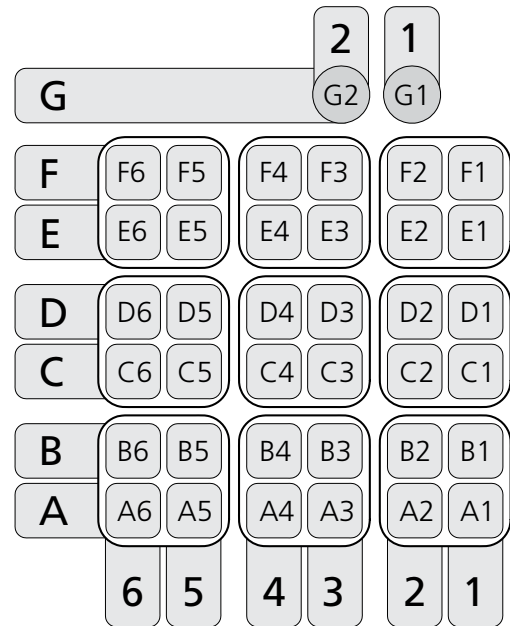 2 1
G G2 G1
F F6 F5 F4 F3 F2 F1
E E6 E5 E4 E3 E2 E1
D D6 D5 D4 D3 D2 D1
C C6 C5 C4 C3 C2 C1
B B6 B5 B4 B3 B2 B1
A A6 A5 A4 A3 A2 A1
6 5 4 3 2 1